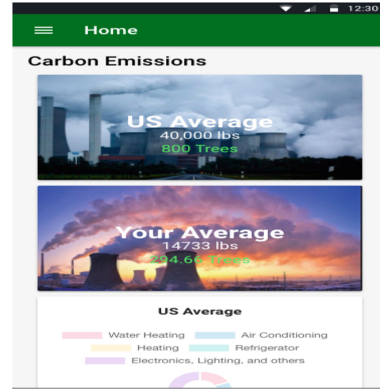 12:30
Home
Carbon Emissions
US Average
40,000 lbs
800 Trees
Your Average
14733 lbs
294.66 Trees
US Average
Water Heating Air Conditioning
Heating Refrigerator
Electronics, Lighting, and others